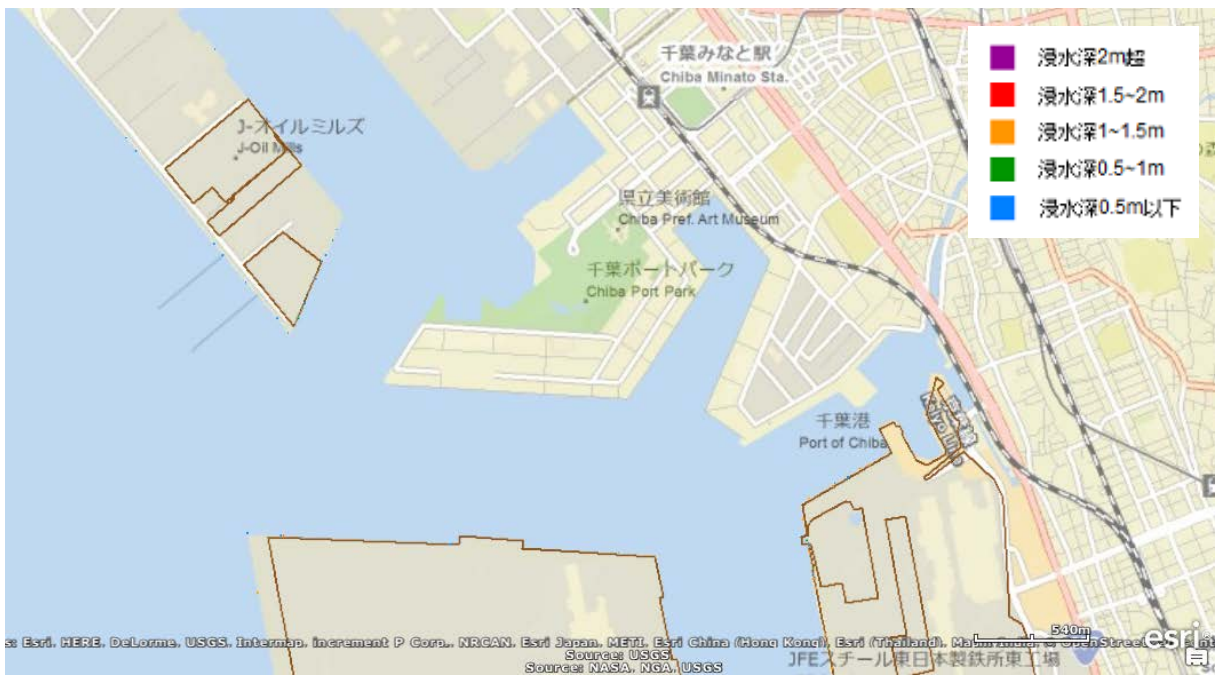 千葉みなと駅
Chiba Minato Sta.
浸水深2m超
浸水深1.5~2m
浸水深1~1.5m
浸水深0.5~1m
浸水深0.5m以下
J-オイルミルズ
J-Oil Mills
県立美術館
Chiba Pref. Art Museum
千葉ポートパーク
Chiba Port Park
千葉港
Port of Chiba
540m
esri
s: Esri, HERE, DeLorme, USGS, Intermap, increment P Corp., NRCAN, Esri Japan, METI, Esri China (Hong Kong), Esri (Thailand),
Source: USGS
Source: NASA, NGA, USGS
JFEスチール東日本製鉄所東工場